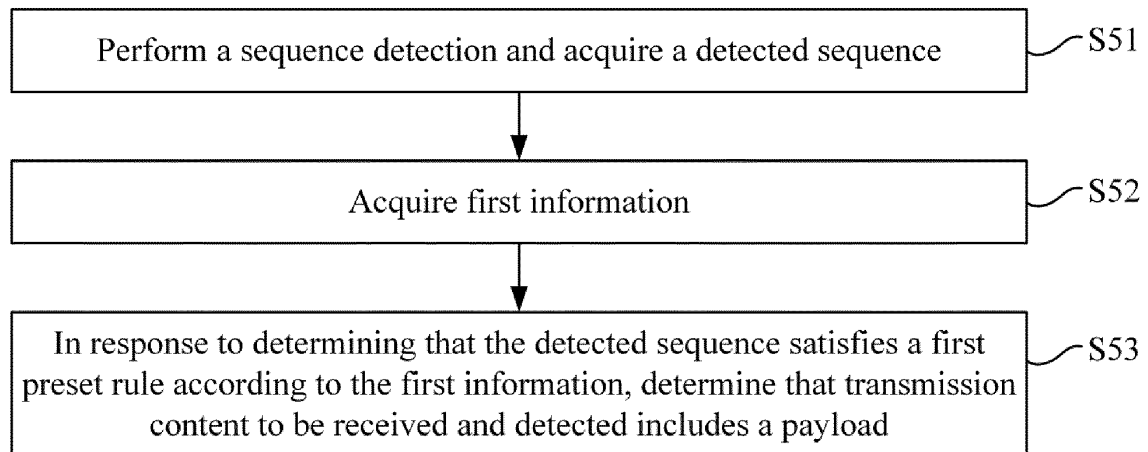 Perform a sequence detection and acquire a detected sequence
S51
Acquire first information
S52
In response to determining that the detected sequence satisfies a first
preset rule according to the first information, determine that transmission
content to be received and detected includes a payload
S53